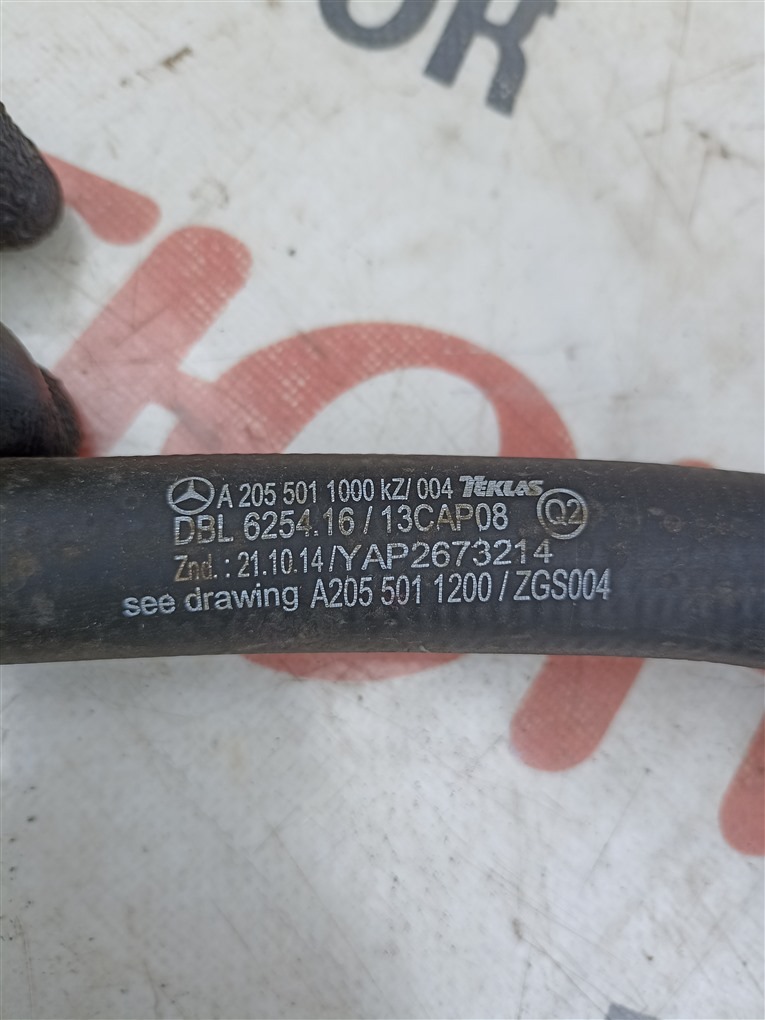 OK
A 205 501 1000 KZ/ 004 TEKLAS
DBL 6254.16 / 13CAP08 Q2
Znd. : 21.10.14/YAP2673214
see drawing A205 501 1200 / ZGS004